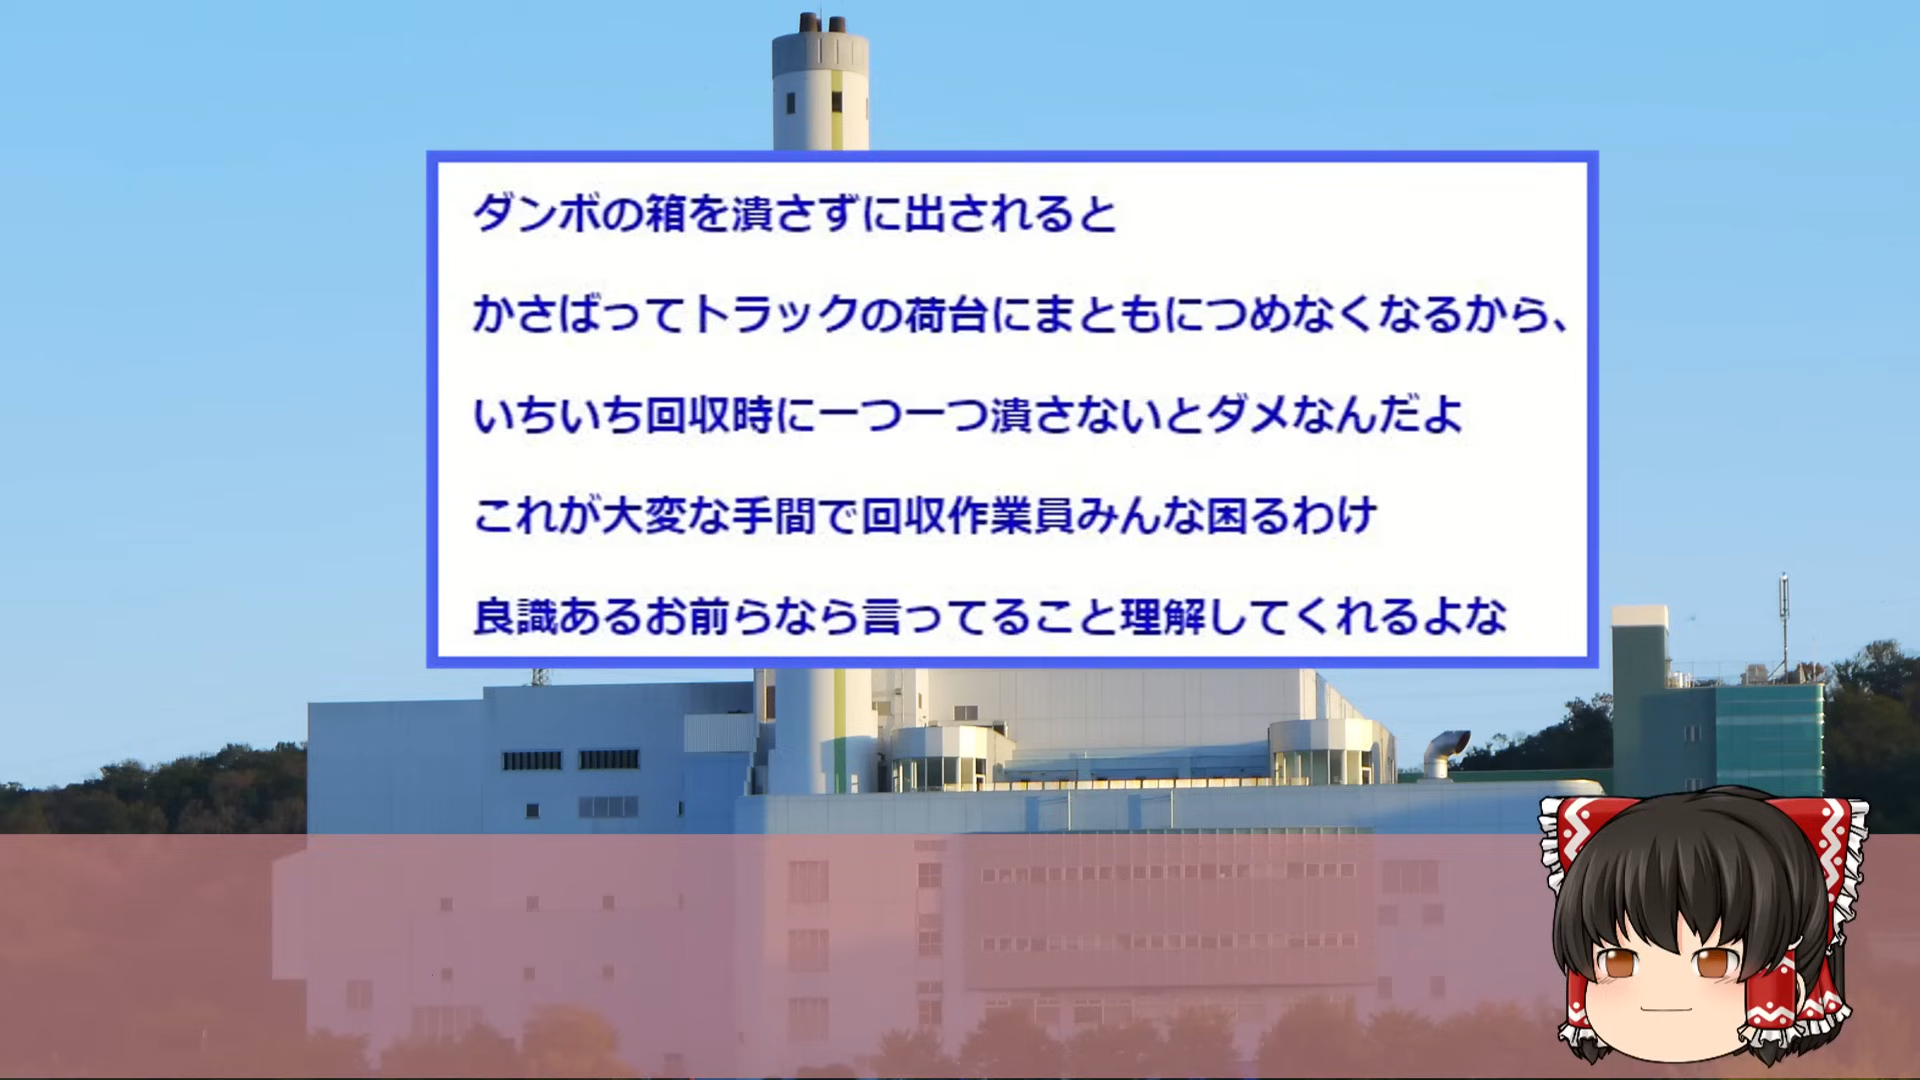 ダンボの箱を潰さずに出されると
かさばってトラックの荷台にまともにつめなくなるから、
いちいち回収時に一つ一つ潰さないとダメなんだよ
これが大変な手間で回収作業員みんな困るわけ
良識あるお前らなら言ってること理解してくれるよな